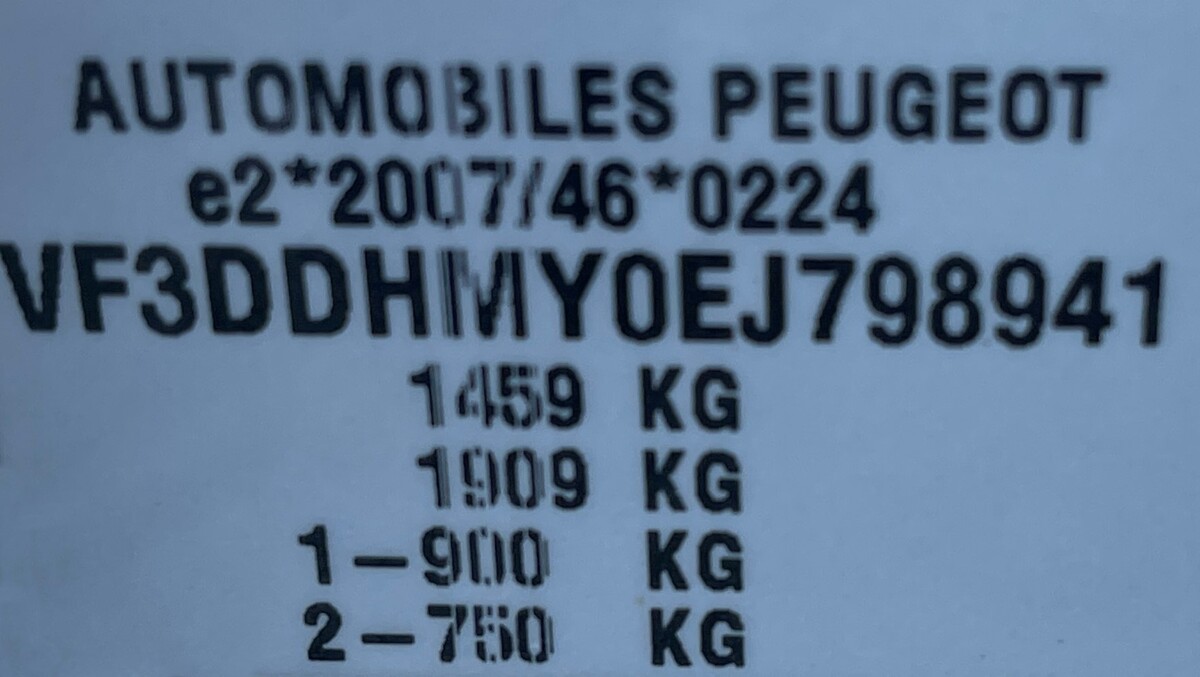 AUTOMOBILES PEUGEOT
e2*2007/46*0224
VF3DDHMY0EJ798941
1459 KG
1909 KG
1-900 KG
2-750 KG